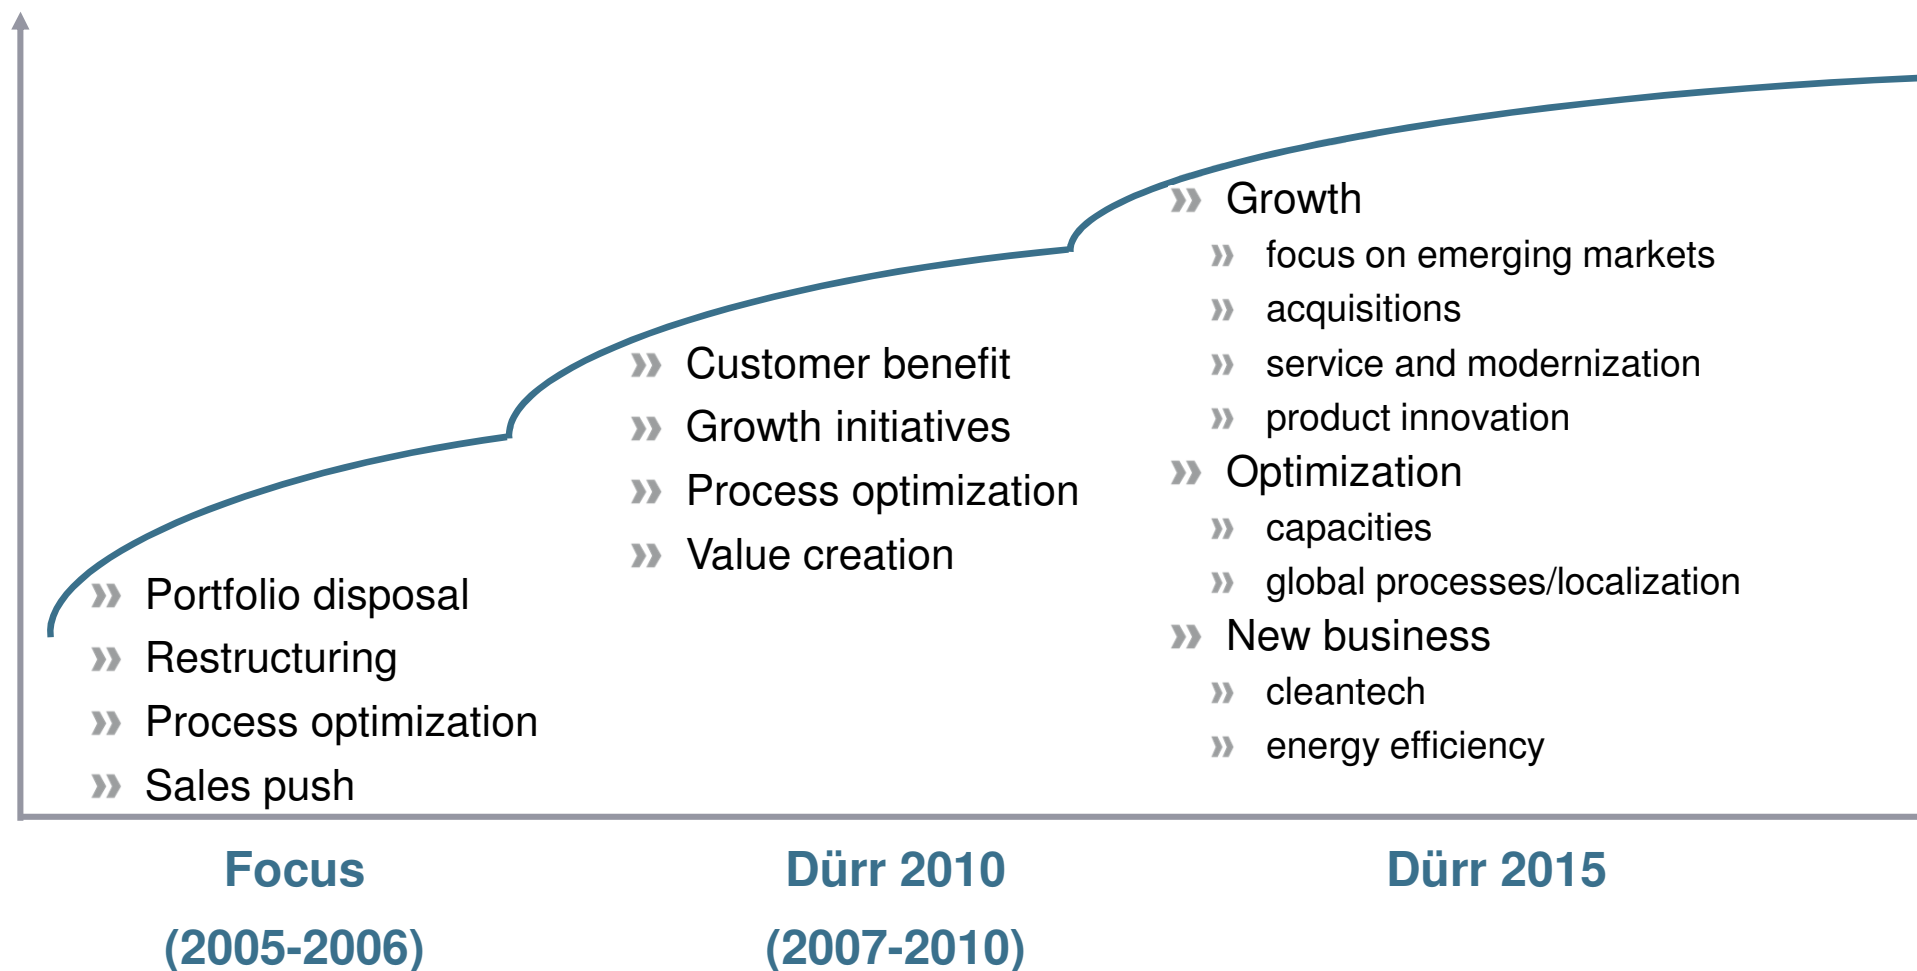 Portfolio disposal
Restructuring
Process optimization
Sales push
Customer benefit
Growth initiatives
Process optimization
Value creation
Growth
focus on emerging markets
acquisitions
service and modernization
product innovation
Optimization
capacities
global processes/localization
New business
cleantech
energy efficiency
Focus
(2005-2006)
Dürr 2010
(2007-2010)
Dürr 2015